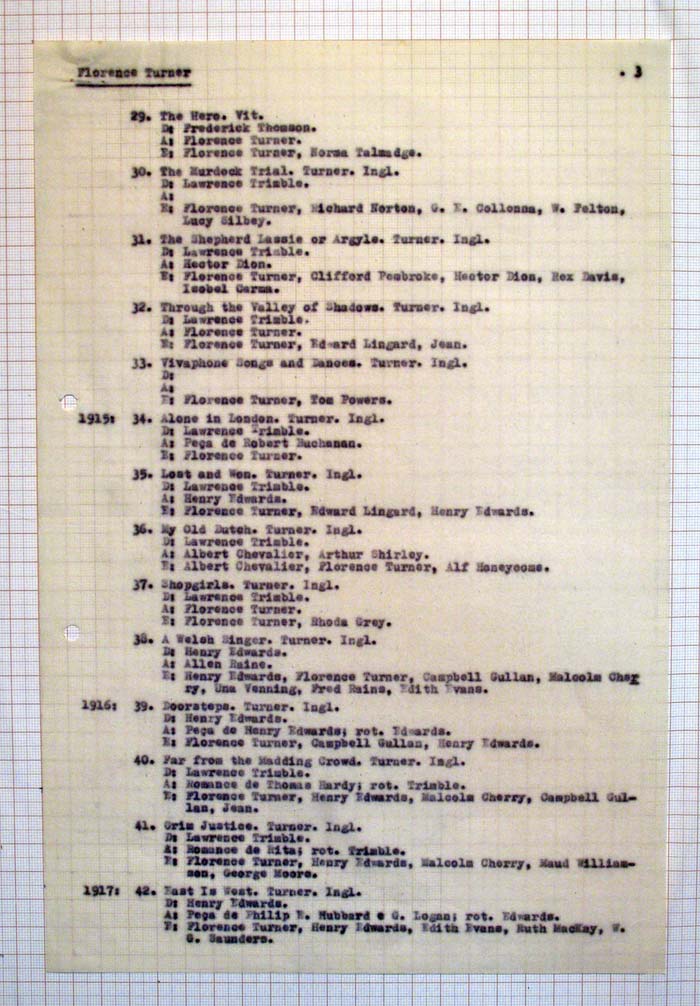 Florence Turner . 3
29. The Hero. Vit.
D: Frederick Thomson.
A: Florence Turner.
E: Florence Turner, Norma Talmadge.
30. The Murdock Trial. Turner. Ingl.
D: Lawrence Trimble.
A:
E: Florence Turner, Richard Norton, G. E. Collonna, W. Felton,
Lucy Silbey.
31. The Shepherd Lassie or Argyle. Turner. Ingl.
D: Lawrence Trimble.
A: Hector Dion.
E: Florence Turner, Clifford Pembroke, Hector Dion, Rex Davis,
Isobel Carma.
32. Through the Valley of Shadows. Turner. Ingl.
D: Lawrence Trimble.
A: Florence Turner.
E: Florence Turner, Edward Lingard, Jean.
33. Vivaphone Songs and Dances. Turner. Ingl.
D:
A:
E: Florence Turner, Tom Powers.
1915: 34. Alone in London. Turner. Ingl.
D: Lawrence Trimble.
A: Peça de Robert Buchanan.
E: Florence Turner.
35. Lost and Won. Turner. Ingl.
D: Lawrence Trimble.
A: Henry Edwards.
E: Florence Turner, Edward Lingard, Henry Edwards.
36. My Old Dutch. Turner. Ingl.
D: Lawrence Trimble.
A: Albert Chevalier, Arthur Shirley.
E: Albert Chevalier, Florence Turner, Alf Honeycome.
37. Shopgirls. Turner. Ingl.
D: Lawrence Trimble.
A: Florence Turner.
E: Florence Turner, Rhoda Grey.
38. A Welsh Singer. Turner. Ingl.
D: Henry Edwards.
A: Allen Raine.
E: Henry Edwards, Florence Turner, Campbell Gullan, Malcolm Cher
ry, Una Venning, Fred Rains, Edith Evans.
1916: 39. Doorsteps. Turner. Ingl.
D: Henry Edwards.
A: Peça de Henry Edwards; rot. Edwards.
E: Florence Turner, Campbell Gullan, Henry Edwards.
40. Far from the Madding Crowd. Turner. Ingl.
D: Lawrence Trimble.
A: Romance de Thomas Hardy; rot. Trimble.
E: Florence Turner, Henry Edwards, Malcolm Cherry, Campbell Gul-
lan, Jean.
41. Grim Justice. Turner. Ingl.
D: Lawrence Trimble.
A: Romance de Rita; rot. Trimble.
E: Florence Turner, Henry Edwards, Malcolm Cherry, Maud William-
son, George Moore.
1917: 42. East Is West. Turner. Ingl.
D: Henry Edwards.
A: Peça de Philip E. Hubbard e G. Logan; rot. Edwards.
E: Florence Turner, Henry Edwards, Edith Evans, Ruth MacKay, W.
G. Saunders.